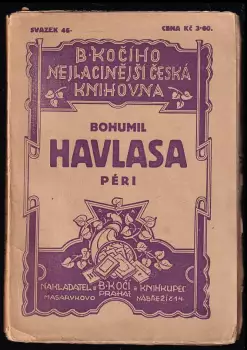 SVAZEK 46·
CENA KČ 3·60.
B·KOČÍHO
NEJLACINĚJŠÍ ČESKÁ
KNIHOVNA
BOHUMIL
HAVLASA
PÉRI
NAKLADATEL B·KOČÍ KNIHKUPEC
PRAHA
MASARYKOVO NÁBŘEŽÍ Č.14.